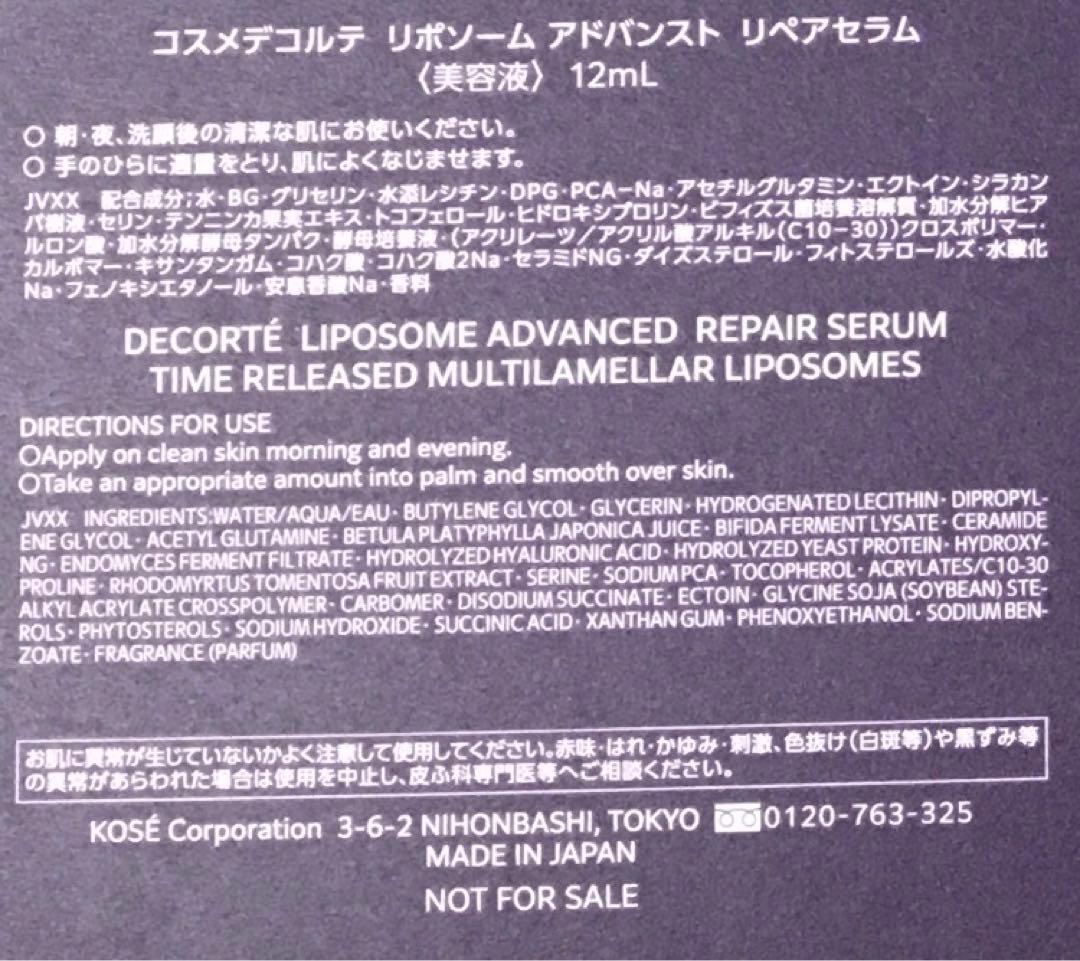 コスメデコルテ リポソーム アドバンスト リペアセラム
〈美容液〉 12mL
○ 朝・夜、洗顔後の清潔な肌にお使いください。
○ 手のひらに適量をとり、肌によくなじませます。
JVXX 配合成分;水・BG・グリセリン・水添レシチン・DPG・PCA-Na・アセチルグルタミン・エクトイン・シラカン
バ樹液・セリン・テンニンカ果実エキス・トコフェロール・ヒドロキシプロリン・ビフィズス菌培養溶解質・加水分解ヒア
ルロン酸・加水分解酵母タンパク・酵母培養液・(アクリレーツ/アクリル酸アルキル(C10-30))クロスポリマー・
カルボマー・キサンタンガム・コハク酸・コハク酸2Na・セラミドNG・ダイズステロール・フィトステロールズ・水酸化
Na・フェノキシエタノール・安息香酸Na・香料
DECORTÉ LIPOSOME ADVANCED REPAIR SERUM
TIME RELEASED MULTILAMELLAR LIPOSOMES
DIRECTIONS FOR USE
○Apply on clean skin morning and evening.
○Take an appropriate amount into palm and smooth over skin.
JVXX INGREDIENTS:WATER/AQUA/EAU・BUTYLENE GLYCOL・GLYCERIN・HYDROGENATED LECITHIN・DIPROPYL-
ENE GLYCOL・ACETYL GLUTAMINE・BETULA PLATYPHYLLA JAPONICA JUICE・BIFIDA FERMENT LYSATE・CERAMIDE
NG・ENDOMYCES FERMENT FILTRATE・HYDROLYZED HYALURONIC ACID・HYDROLYZED YEAST PROTEIN・HYDROXY-
PROLINE・RHODOMYRTUS TOMENTOSA FRUIT EXTRACT・SERINE・SODIUM PCA・TOCOPHEROL・ACRYLATES/C10-30
ALKYL ACRYLATE CROSSPOLYMER・CARBOMER・DISODIUM SUCCINATE・ECTOIN・GLYCINE SOJA (SOYBEAN) STE-
ROLS・PHYTOSTEROLS・SODIUM HYDROXIDE・SUCCINIC ACID・XANTHAN GUM・PHENOXYETHANOL・SODIUM BEN-
ZOATE・FRAGRANCE (PARFUM)
お肌に異常が生じていないかよく注意して使用してください。赤味・はれ・かゆみ・刺激、色抜け(白斑等)や黒ずみ等
の異常があらわれた場合は使用を中止し、皮ふ科専門医等へご相談ください。
KOSÉ Corporation 3-6-2 NIHONBASHI, TOKYO 0120-763-325
MADE IN JAPAN
NOT FOR SALE